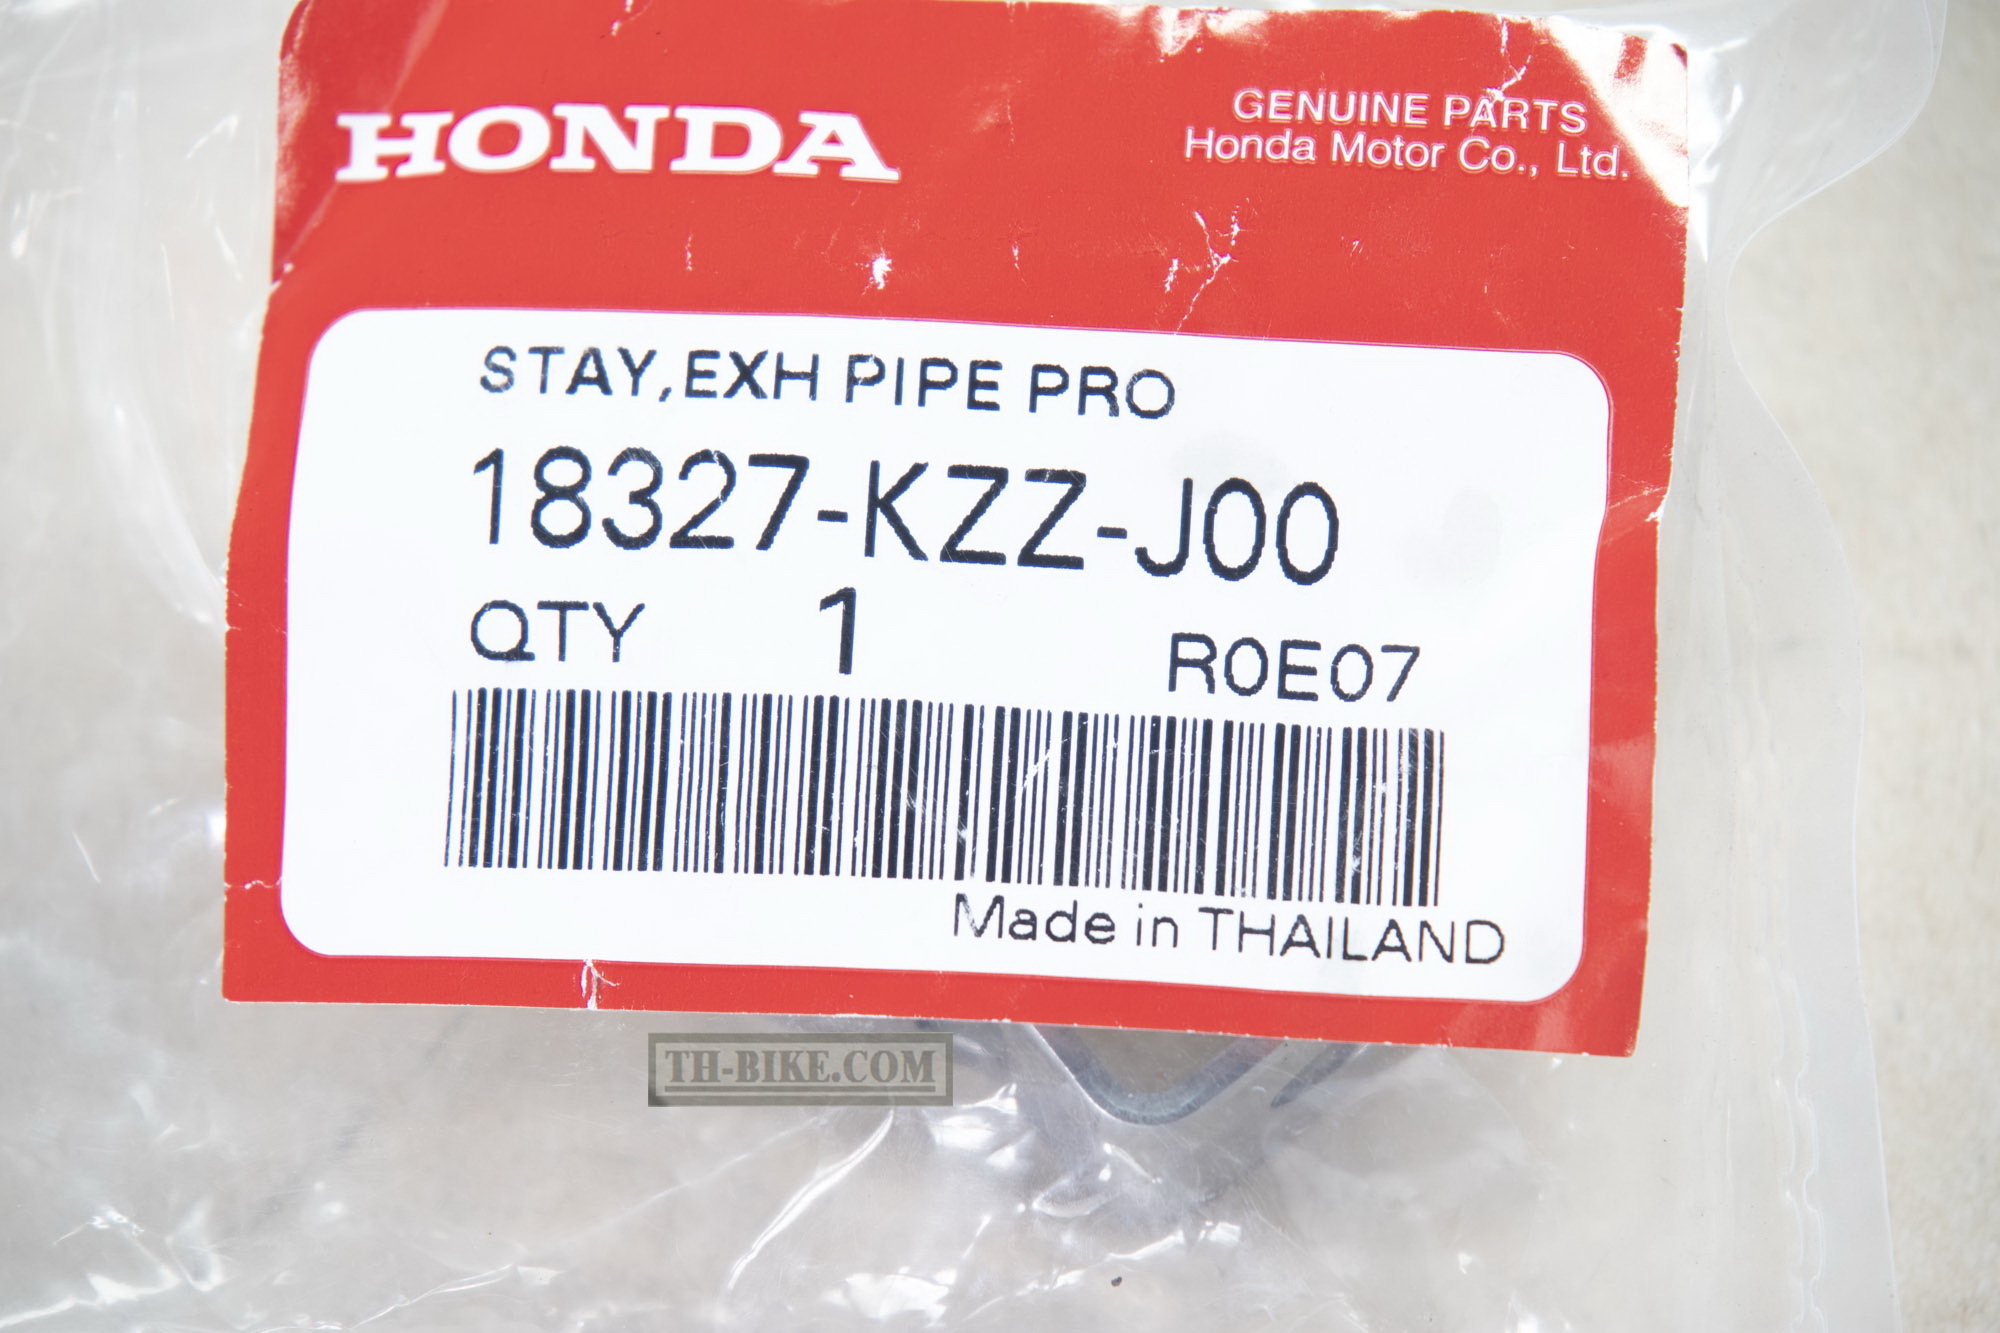 HONDA
GENUINE PARTS
Honda Motor Co., Ltd.
STAY,EXH PIPE PRO
18327-KZZ-J00
QTY 1 R0E07
Made in THAILAND
TH-BIKE.COM